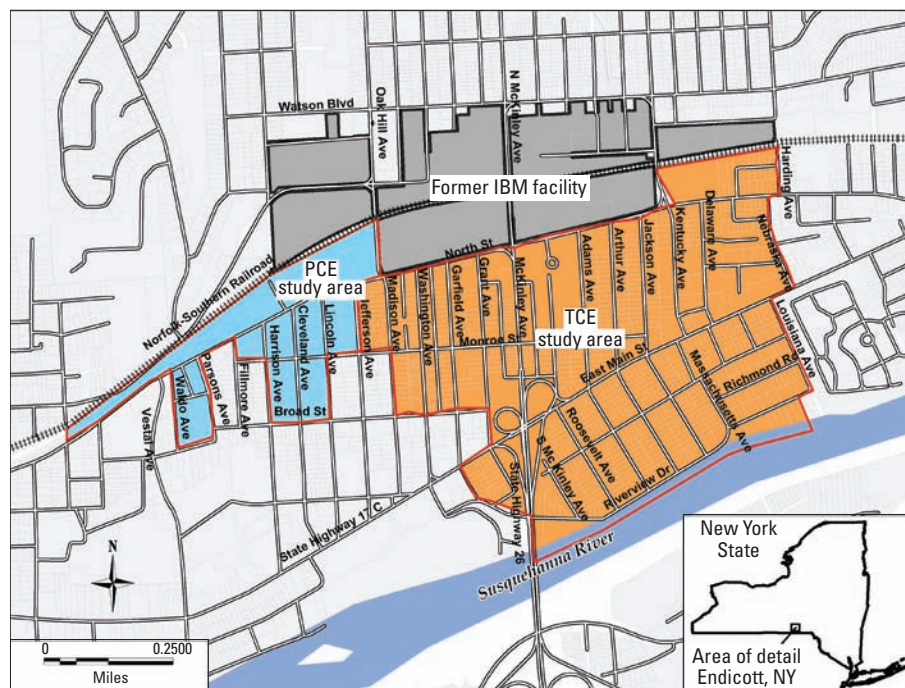 Watson Blvd
Oak Hill Ave
N McKinley Ave
Former IBM facility
Harding Ave
Norfolk Southern Railroad
PCE
study area
North St
Jefferson Ave
Madison Ave
Washington Ave
Garfield Ave
Grant Ave
McKinley Ave
Adams Ave
Arthur Ave
Jackson Ave
Kentucky Ave
Delaware Ave
Nebraska Ave
Monroe St
TCE
study area
East Main St
Louisiana Ave
Richmond Rd
Massachusetts Ave
Waldo Ave
Parsons Ave
Fillmore Ave
Harrison Ave
Cleveland Ave
Lincoln Ave
Broad St
Vestal Ave
Roosevelt Ave
S McKinley Ave
Riverview Dr
State Highway 26
State Highway 17 C
Susquehanna River
N
0
0.2500
Miles
New York
State
Area of detail
Endicott, NY